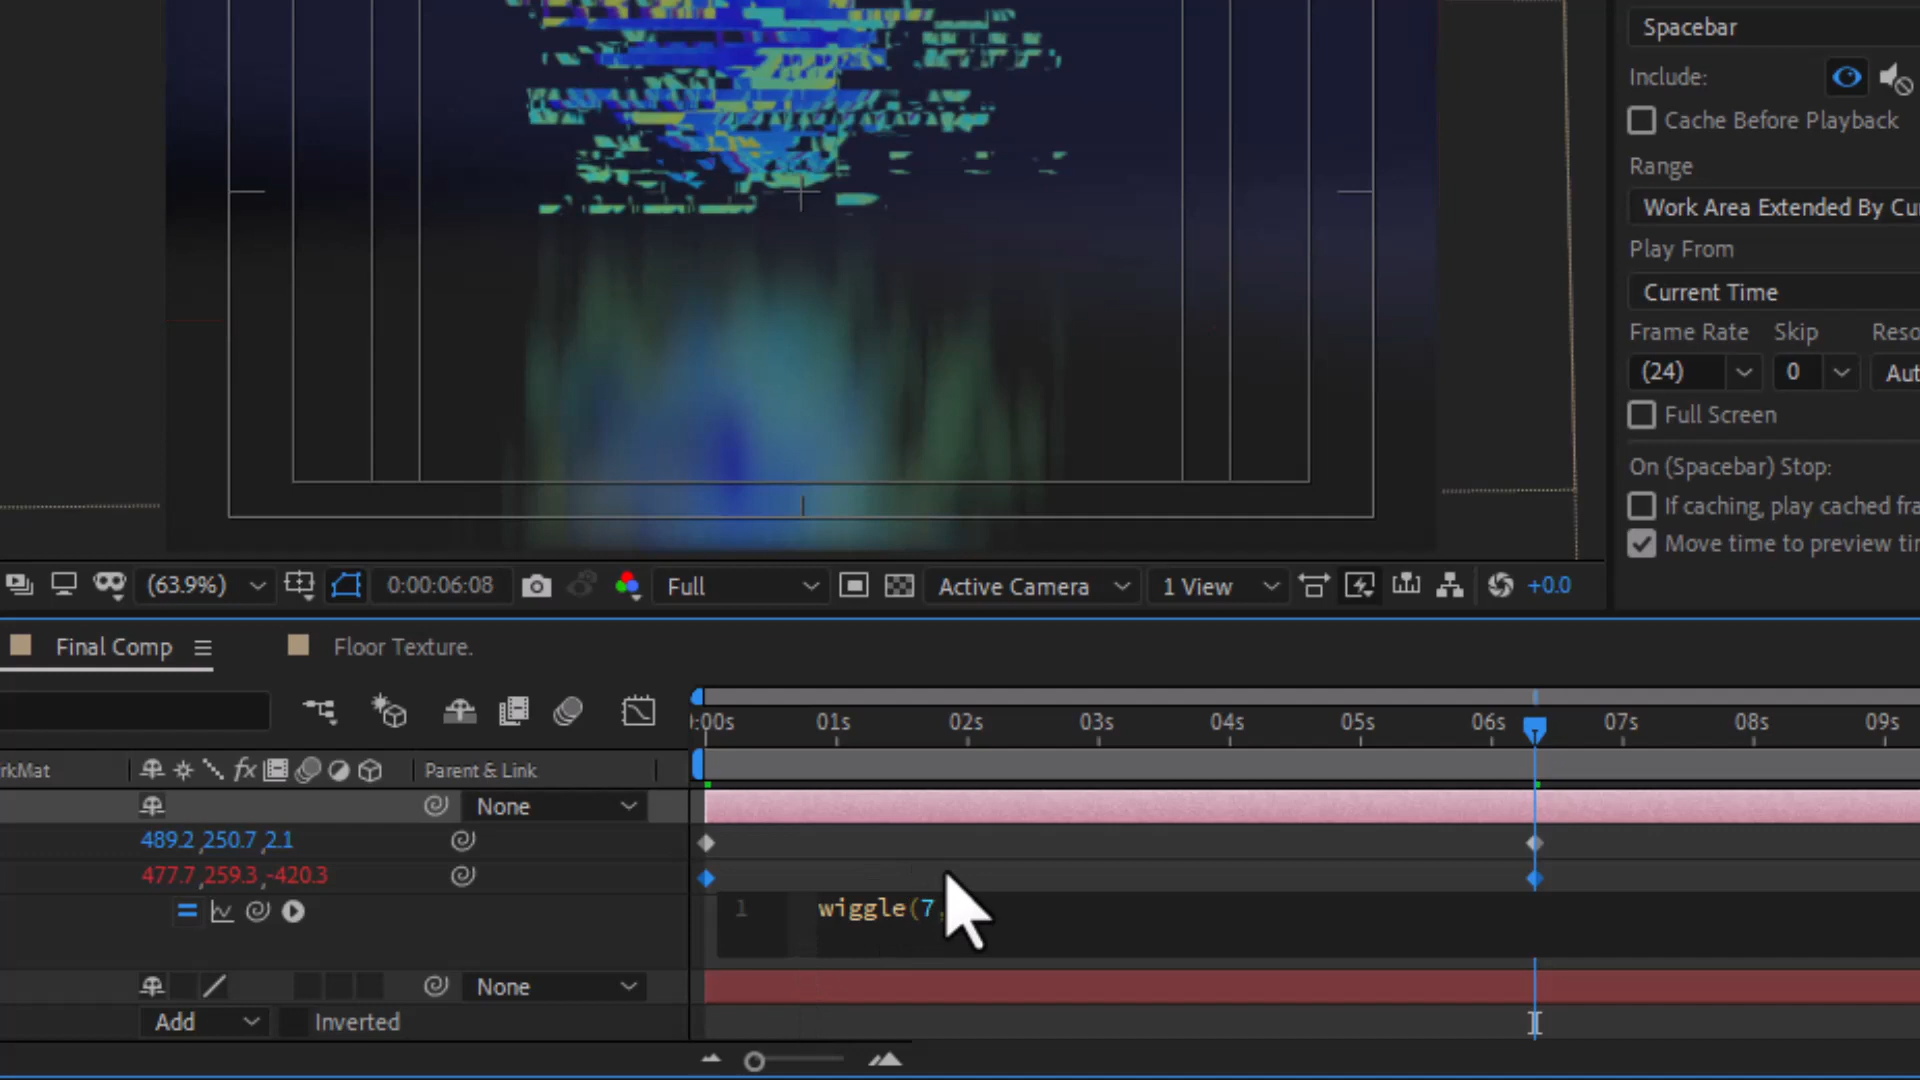 Spacebar
Include:
Cache Before Playback
Range
Work Area Extended By Cu
Play From
Current Time
Frame Rate Skip Reso
(24) 0 Aut
Full Screen
On (Spacebar) Stop:
If caching, play cached fra
Move time to preview tim
(63.9%) 0:00:06:08 Full Active Camera 1 View +0.0
Final Comp Floor Texture.
:00s 01s 02s 03s 04s 05s 06s 07s 08s 09s
rkMat fx Parent & Link
None
489.2,250.7,2.1
477.7,259.3,-420.3
1 wiggle(7,
None
Add Inverted